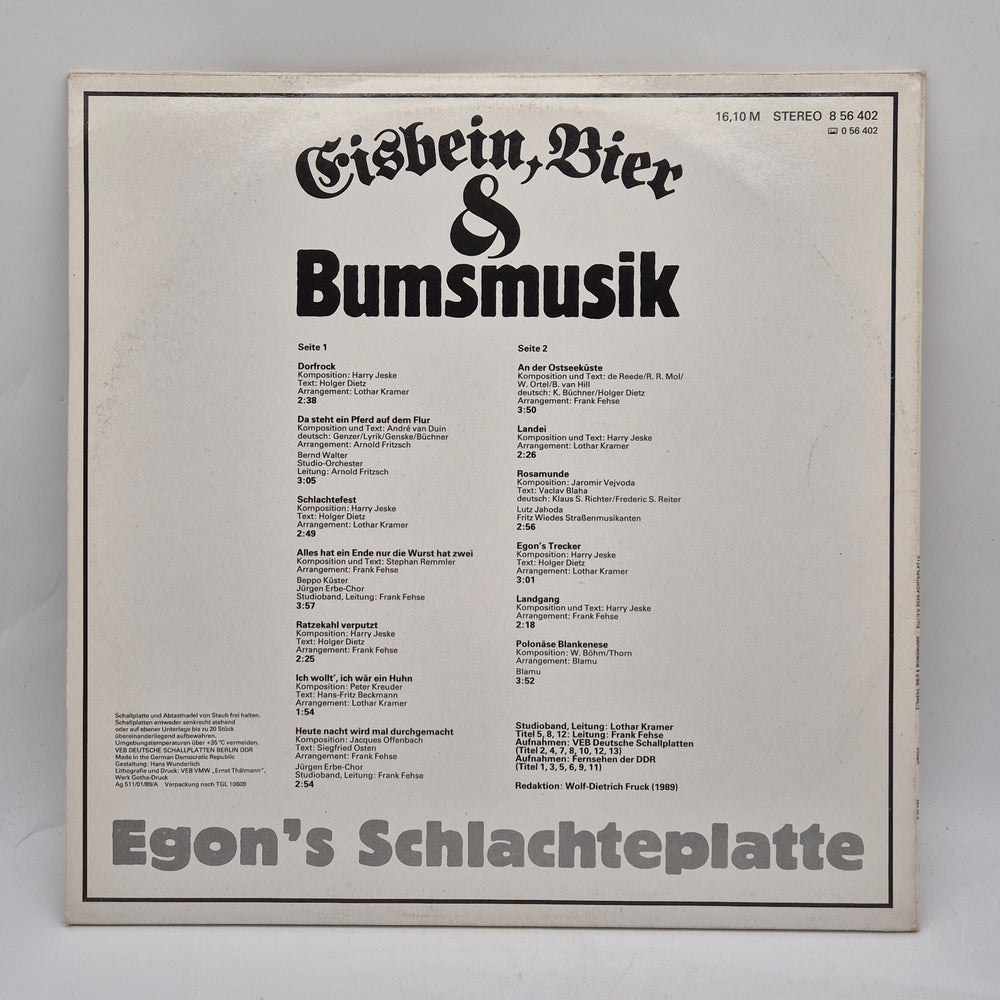 16,10 M STEREO 8 56 402
0 56 402
Eisbein, Bier
&
Bumsmusik
Seite 1
Dorfrock
Komposition: Harry Jeske
Text: Holger Dietz
Arrangement: Lothar Kramer
2:38
Da steht ein Pferd auf dem Flur
Komposition und Text: André van Duin
deutsch: Genzer/Lyrik/Genske/Büchner
Arrangement: Arnold Fritzsch
Bernd Walter
Studio-Orchester
Leitung: Arnold Fritzsch
3:05
Schlachtefest
Komposition: Harry Jeske
Text: Holger Dietz
Arrangement: Lothar Kramer
2:49
Alles hat ein Ende nur die Wurst hat zwei
Komposition und Text: Stephan Remmler
Arrangement: Frank Fehse
Beppo Küster
Jürgen Erbe-Chor
Studioband, Leitung: Frank Fehse
3:57
Ratzekahl verputzt
Komposition: Harry Jeske
Text: Holger Dietz
Arrangement: Frank Fehse
2:25
Ich wollt', ich wär ein Huhn
Komposition: Peter Kreuder
Text: Hans-Fritz Beckmann
Arrangement: Lothar Kramer
1:54
Heute nacht wird mal durchgemacht
Komposition: Jacques Offenbach
Text: Siegfried Osten
Arrangement: Frank Fehse
Jürgen Erbe-Chor
Studioband, Leitung: Frank Fehse
2:54
Seite 2
An der Ostseeküste
Komposition und Text: de Reede/R. R. Mol/
W. Ortel/B. van Hill
deutsch: K. Büchner/Holger Dietz
Arrangement: Frank Fehse
3:50
Landei
Komposition und Text: Harry Jeske
Arrangement: Lothar Kramer
2:26
Rosamunde
Komposition: Jaromir Vejvoda
Text: Vaclav Blaha
deutsch: Klaus S. Richter/Frederic S. Reiter
Lutz Jahoda
Fritz Wiedes Straßenmusikanten
2:56
Egon's Trecker
Komposition: Harry Jeske
Text: Holger Dietz
Arrangement: Lothar Kramer
3:01
Landgang
Komposition und Text: Harry Jeske
Arrangement: Frank Fehse
2:18
Polonäse Blankenese
Komposition: W. Böhm/Thorn
Arrangement: Blamu
Blamu
3:52
Studioband, Leitung: Lothar Kramer
Titel 5, 8, 12: Leitung: Frank Fehse
Aufnahmen: VEB Deutsche Schallplatten
(Titel 2, 4, 7, 8, 10, 12, 13)
Aufnahmen: Fernsehen der DDR
(Titel 1, 3, 5, 6, 9, 11)
Redaktion: Wolf-Dietrich Fruck (1989)
Schallplatte und Abtastnadel von Staub frei halten.
Schallplatten entweder senkrecht stehend
oder auf ebener Unterlage bis zu 20 Stück
übereinanderliegend aufbewahren.
Umgebungstemperaturen über +35 °C vermeiden.
VEB DEUTSCHE SCHALLPLATTEN BERLIN DDR
Made in the German Democratic Republic
Gestaltung: Hans Wunderlich
Lithografie und Druck: VEB VMW „Ernst Thälmann",
Werk Gotha-Druck
Ag 511/01/89/A Verpackung nach TGL 10609
Egon's Schlachteplatte